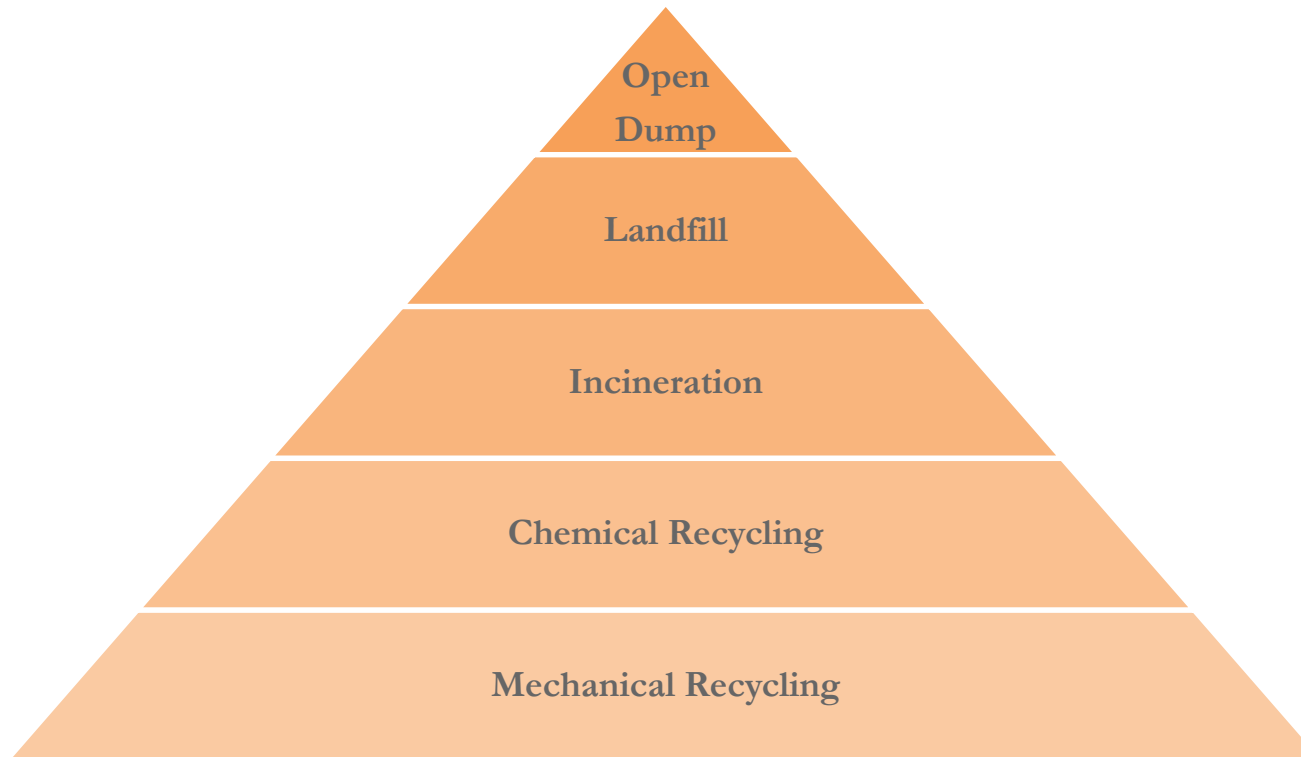 Open
Dump
Landfill
Incineration
Chemical Recycling
Mechanical Recycling